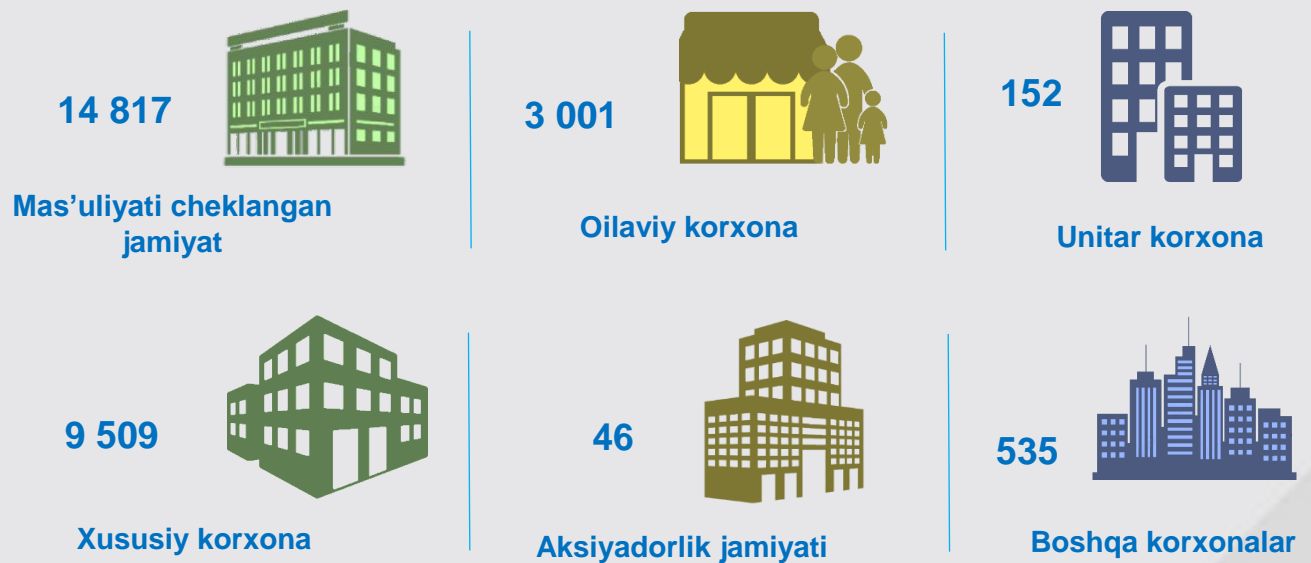 14 817
Mas’uliyati cheklangan
jamiyat
3 001
Oilaviy korxona
152
Unitar korxona
9 509
Xususiy korxona
46
Aksiyadorlik jamiyati
535
Boshqa korxonalar